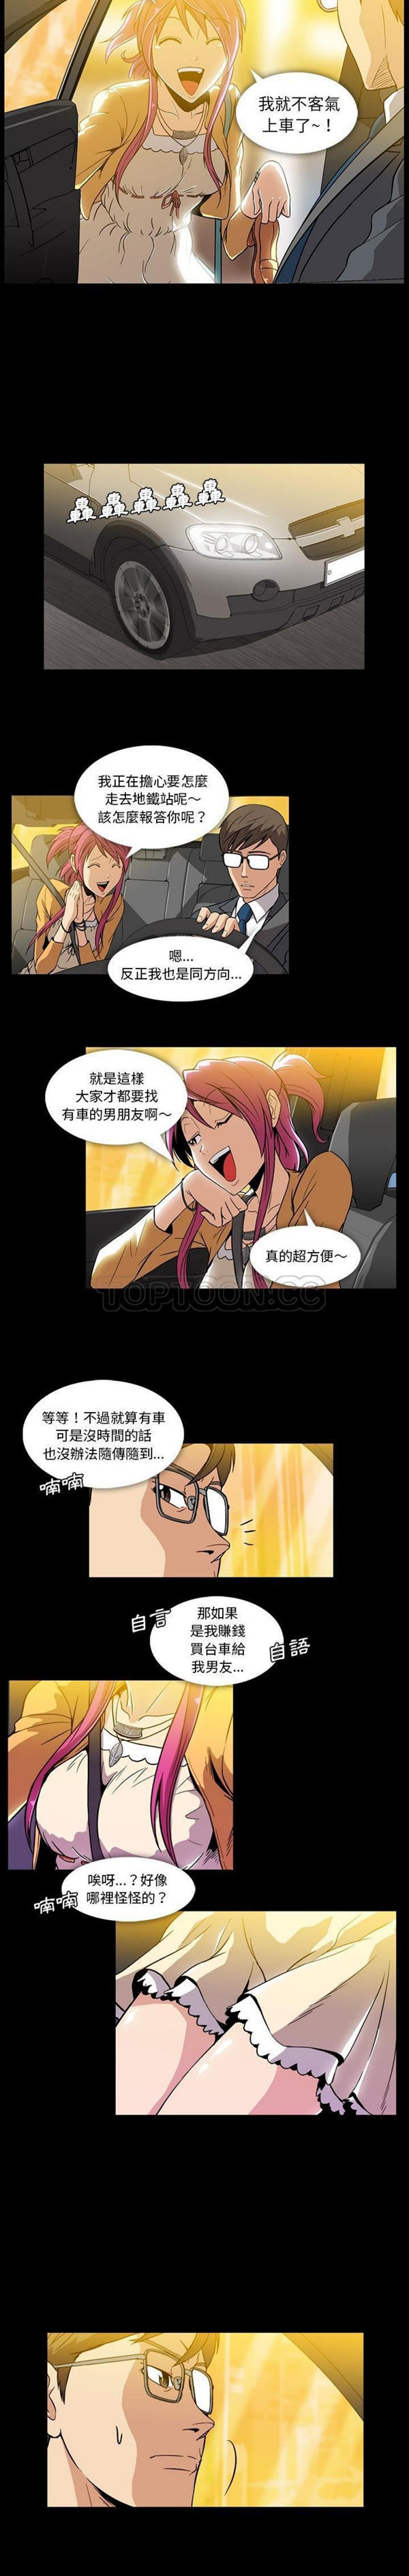 我就不客氣
上車了~！
轟轟轟轟轟
我正在擔心要怎麼
走去地鐵站呢～
該怎麼報答你呢？
嗯...
反正我也是同方向...
就是這樣
大家才都要找
有車的男朋友啊～
真的超方便～
TOPTOON.CC
等等！不過就算有車
可是沒時間的話
也沒辦法隨傳隨到...
喃喃
自言
那如果
是我賺錢
買台車給
我男友...
自語
唉呀...？好像
哪裡怪怪的？
喃喃